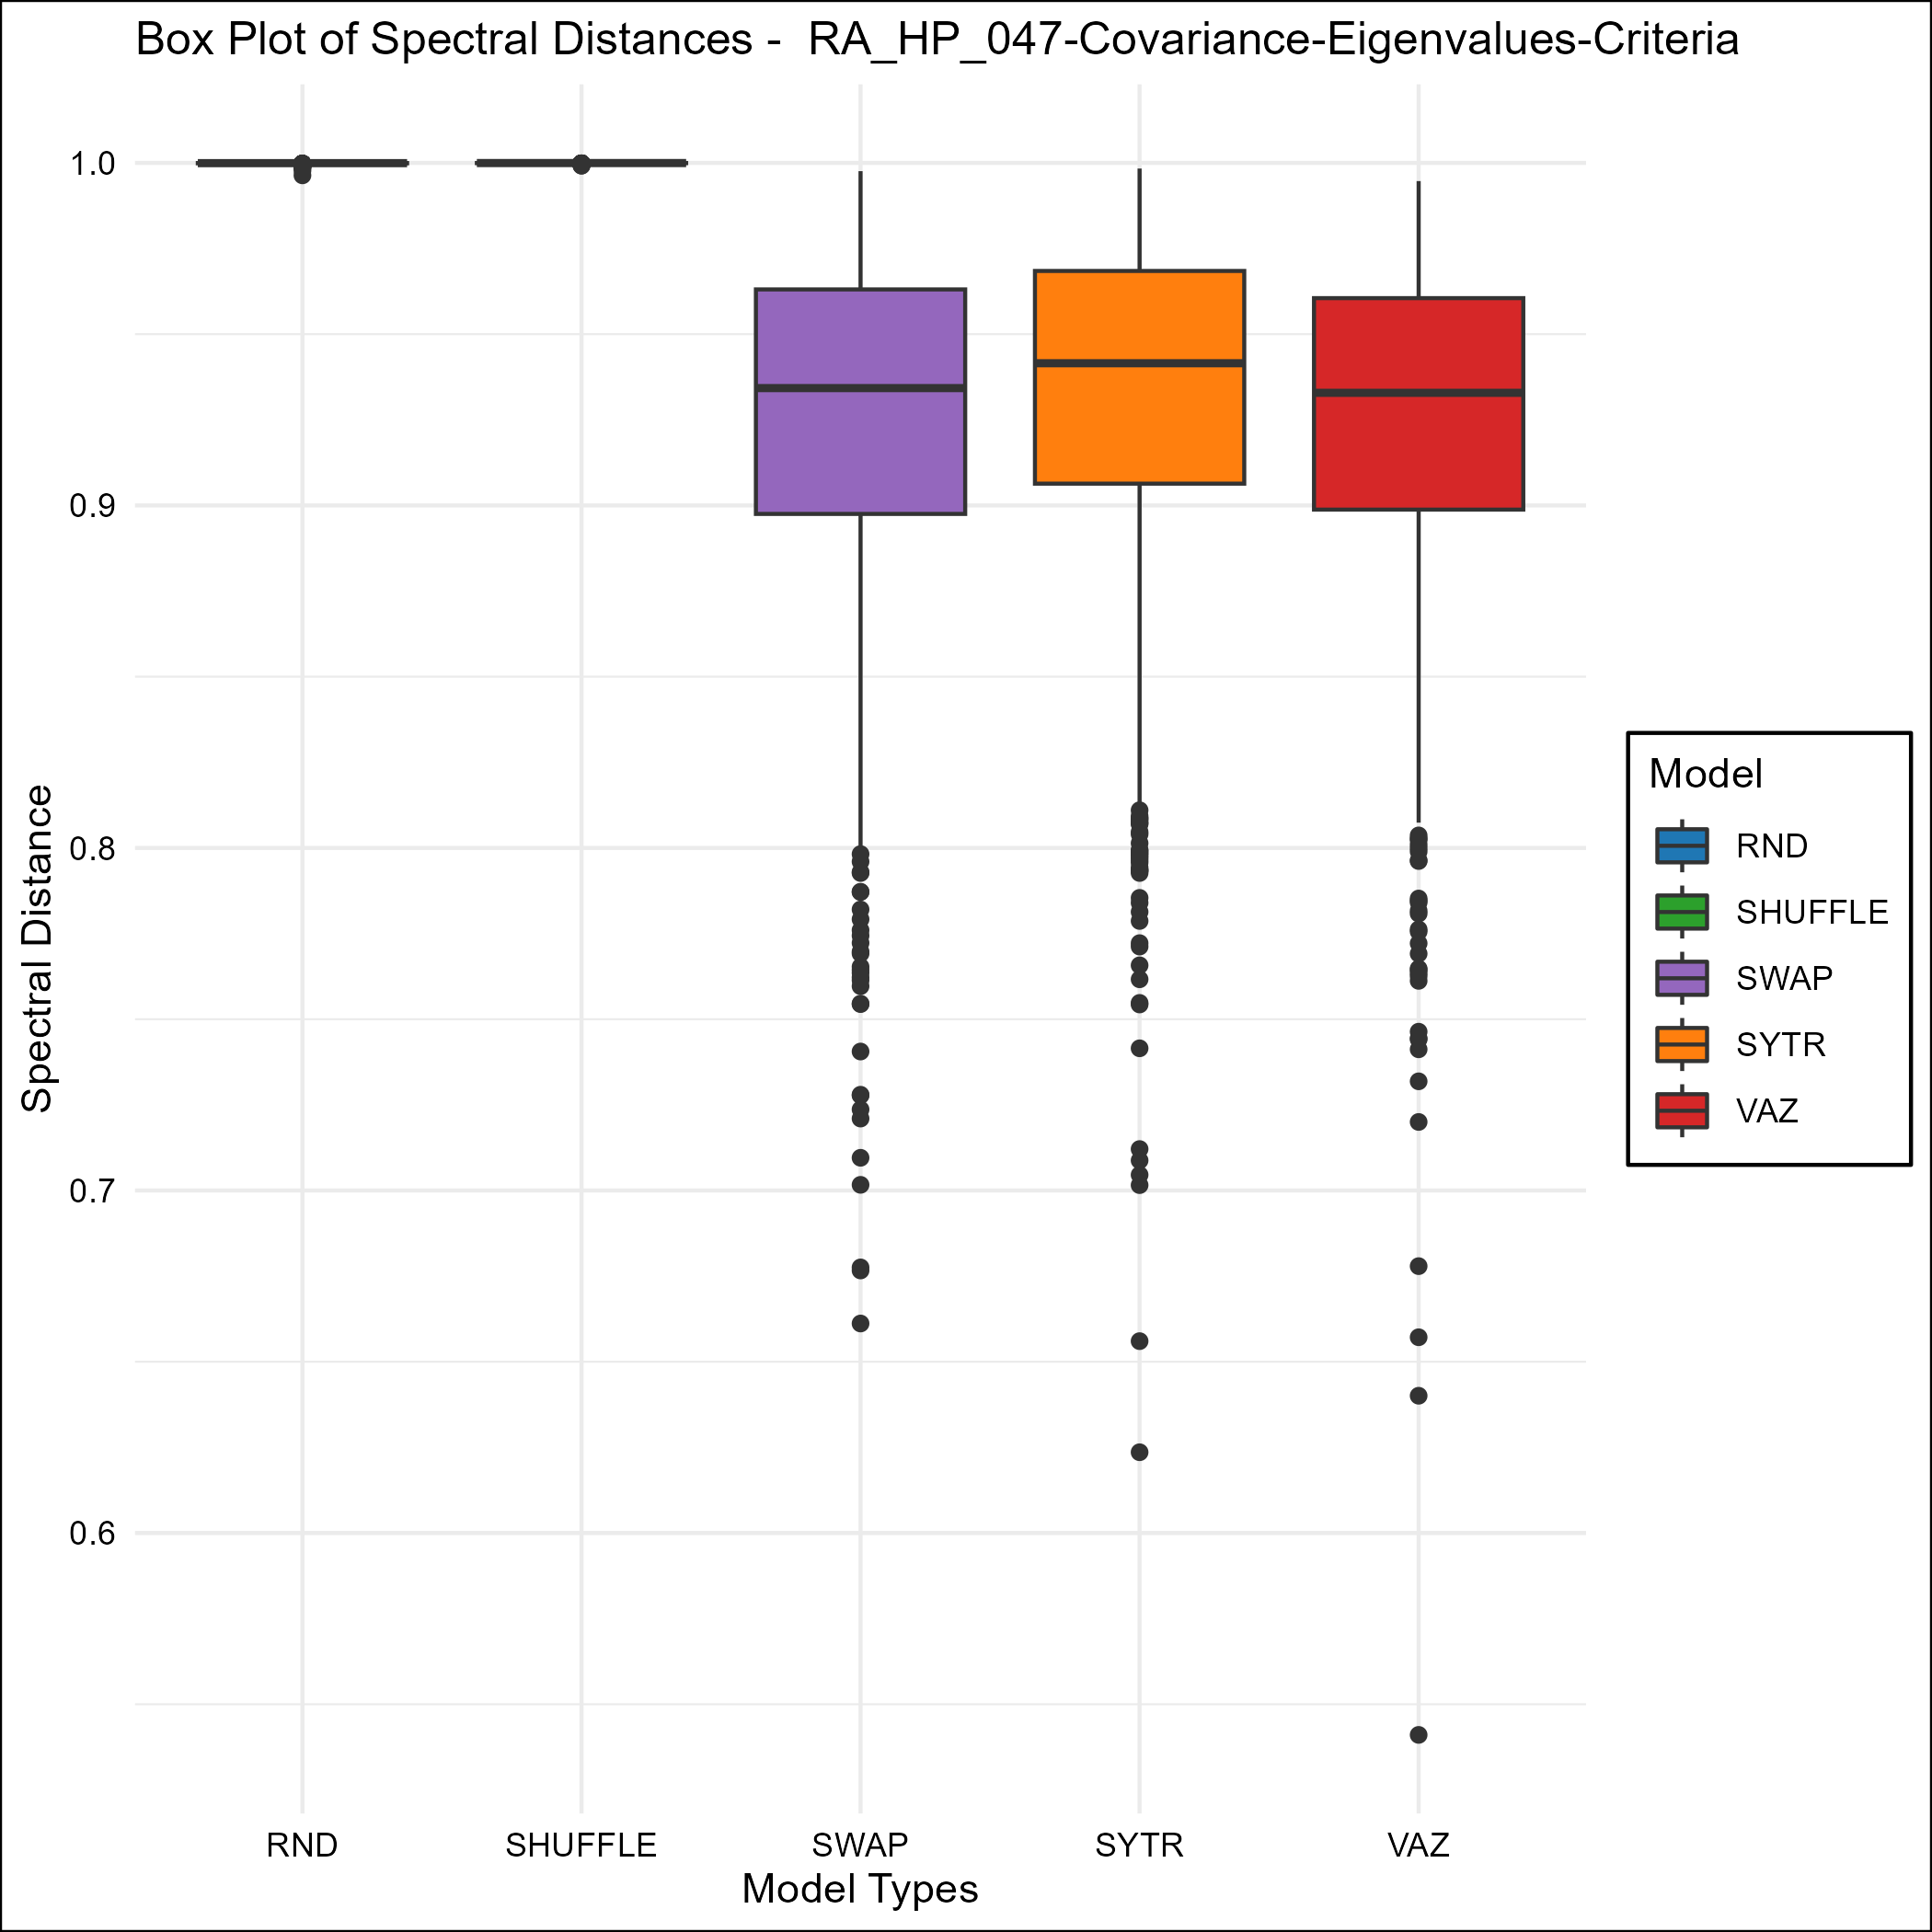 Box Plot of Spectral Distances -  RA_HP_047-Covariance-Eigenvalues-Criteria
1.0
0.9
0.8
0.7
0.6
Spectral Distance
RND
SHUFFLE
SWAP
SYTR
VAZ
Model Types
Model
RND
SHUFFLE
SWAP
SYTR
VAZ